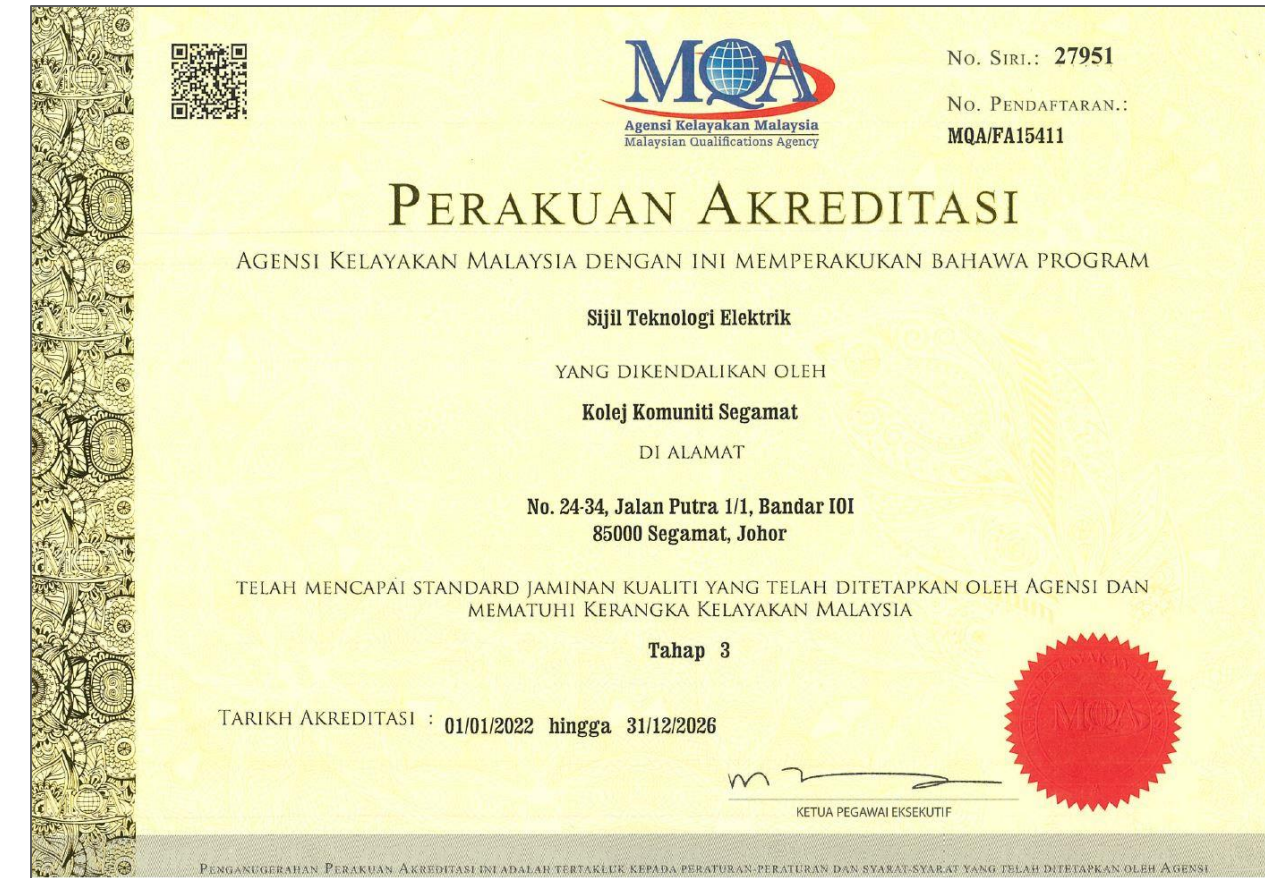 MQA
Agensi Kelayakan Malaysia
Malaysian Qualifications Agency
No. Siri.: 27951
No. Pendaftaran.:
MQA/FA15411
Perakuan Akreditasi
Agensi Kelayakan Malaysia dengan ini memperakukan bahawa program
Sijil Teknologi Elektrik
yang dikendalikan oleh
Kolej Komuniti Segamat
di alamat
No. 24-34, Jalan Putra 1/1, Bandar IOI
85000 Segamat, Johor
telah mencapai standard jaminan kualiti yang telah ditetapkan oleh Agensi dan
mematuhi Kerangka Kelayakan Malaysia
Tahap 3
Tarikh Akreditasi : 01/01/2022 hingga 31/12/2026
MQA
KETUA PEGAWAI EKSEKUTIF
Penganugerahan Perakuan Akreditasi ini adalah tertakluk kepada peraturan-peraturan dan syarat-syarat yang telah ditetapkan oleh Agensi